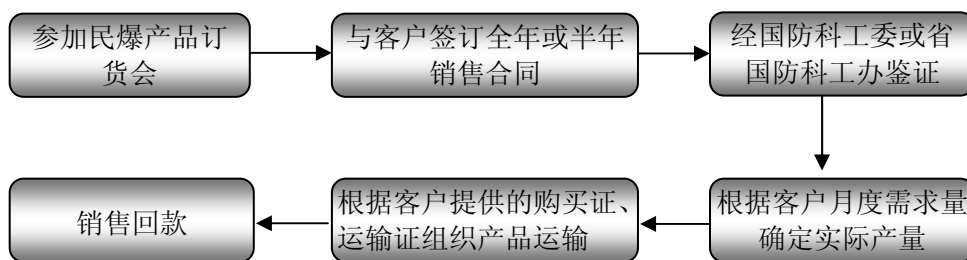 参加民爆产品订
货会
与客户签订全年或半年
销售合同
经国防科工委或省
国防科工办鉴证
根据客户月度需求量
确定实际产量
根据客户提供的购买证、
运输证组织产品运输
销售回款